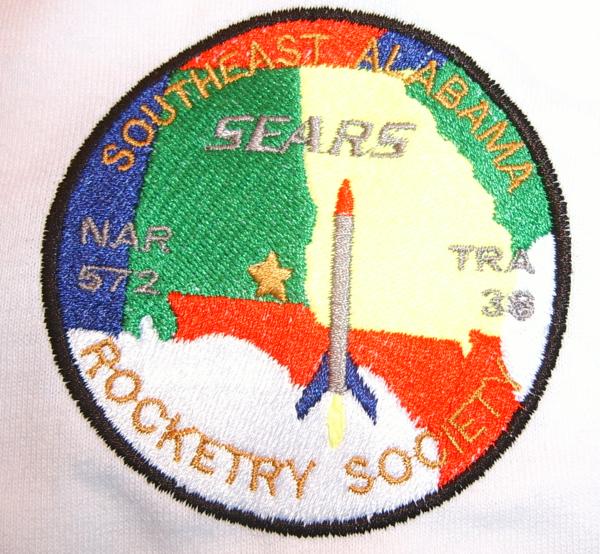 SOUTHEAST ALABAMA
SEARS
NAR
572
TRA
38
ROCKETRY SOCIETY